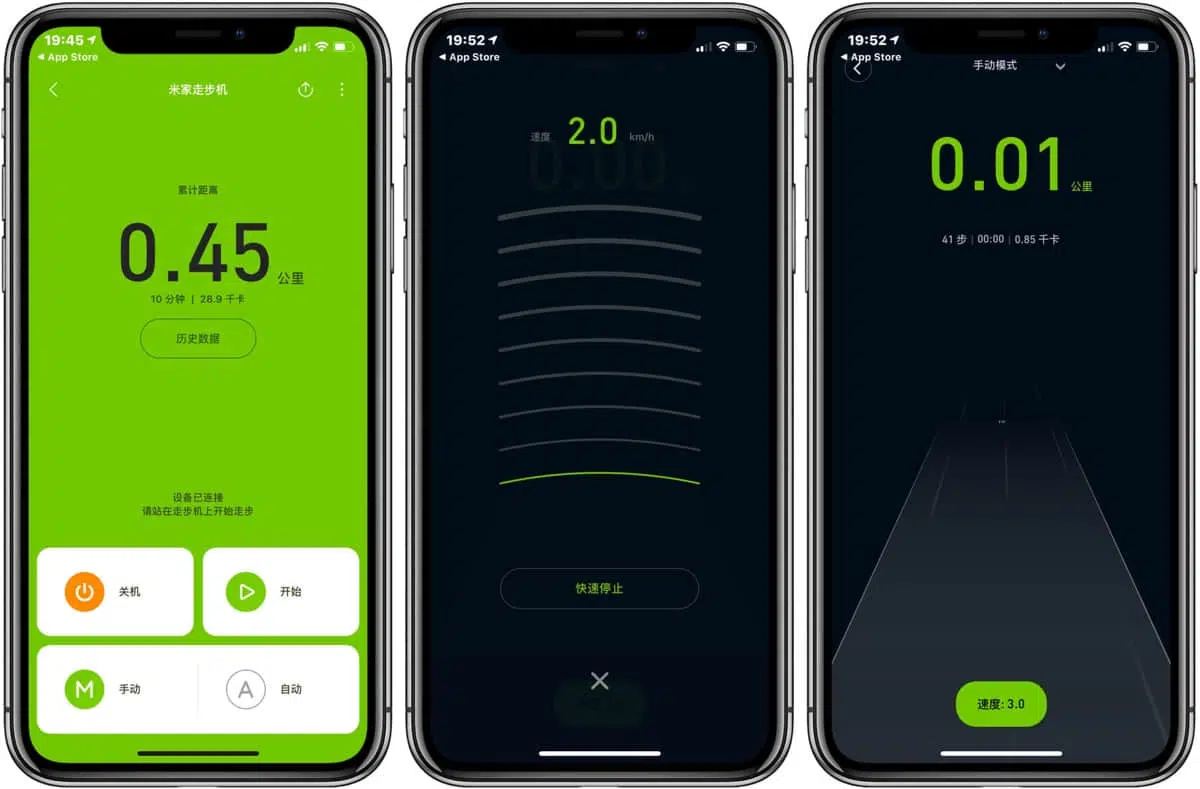 19:45
◀ App Store
米家走步机
累计距离
0.45 公里
10 分钟 | 28.9 千卡
历史数据
设备已连接
请站在走步机上开始走步
关机
开始
M 手动
A 自动
19:52
◀ App Store
速度 2.0 km/h
0.00
快速停止
19:52
◀ App Store
手动模式
0.01 公里
41 步 | 00:00 | 0.85 千卡
速度: 3.0